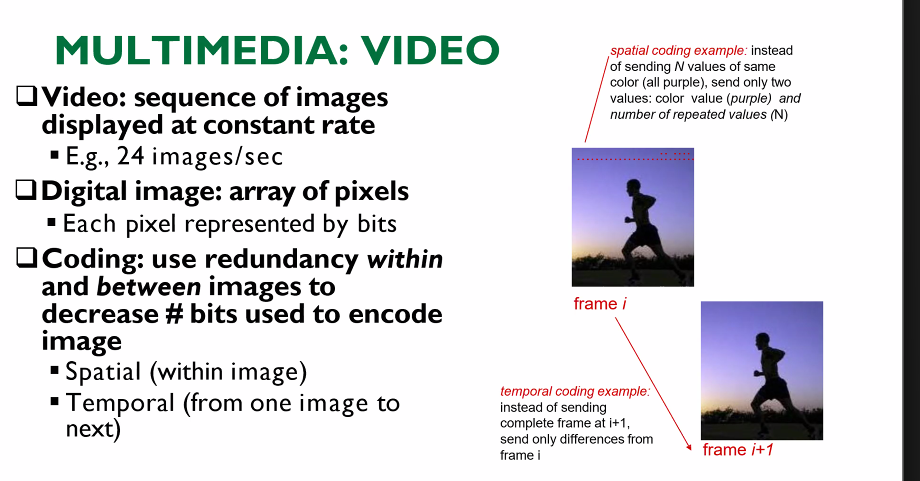 MULTIMEDIA: VIDEO
❑Video: sequence of images
displayed at constant rate
▪ E.g., 24 images/sec
❑Digital image: array of pixels
▪ Each pixel represented by bits
❑Coding: use redundancy within
and between images to
decrease # bits used to encode
image
▪ Spatial (within image)
▪ Temporal (from one image to
next)
spatial coding example: instead
of sending N values of same
color (all purple), send only two
values: color value (purple) and
number of repeated values (N)
frame i
temporal coding example:
instead of sending
complete frame at i+1,
send only differences from
frame i
frame i+1